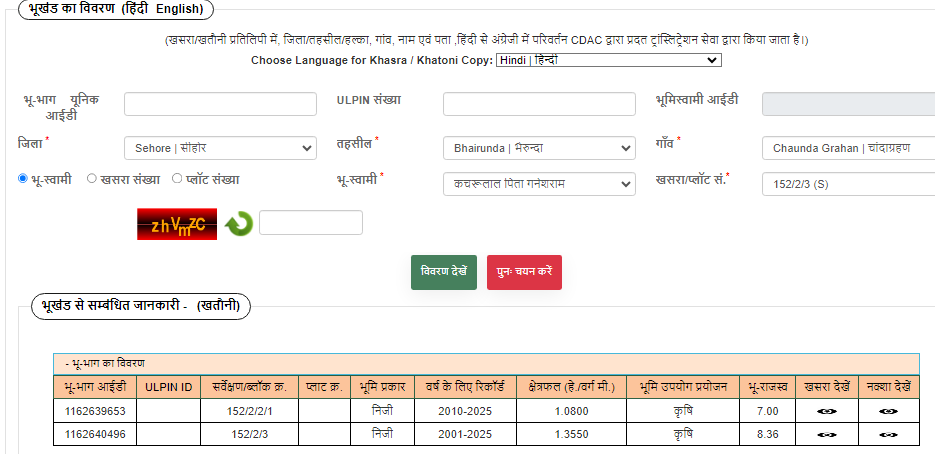 भूखंड का विवरण (हिंदी English)
(खसरा/खतौनी प्रतिलिपी में, जिला/तहसील/हल्का, गांव, नाम एवं पता ,हिंदी से अंग्रेजी में परिवर्तन CDAC द्वारा प्रदत ट्रांस्लिट्रेशन सेवा द्वारा किया जाता है।)
Choose Language for Khasra / Khatoni Copy: Hindi | हिन्दी
भू-भाग यूनिक आईडी ULPIN संख्या भूमिस्वामी आईडी
जिला * Sehore | सीहोर तहसील * Bhairunda | भैरुन्दा गाँव * Chaunda Grahan | चांदाग्रहण
भू-स्वामी खसरा संख्या प्लॉट संख्या भू-स्वामी * कचरूलाल पिता गनेशराम खसरा/प्लॉट सं.* 152/2/3 (S)
zhVmzC
विवरण देखें पुनः चयन करें
भूखंड से सम्बंधित जानकारी - (खतौनी)
- भू-भाग का विवरण
भू-भाग आईडी ULPIN ID सर्वेक्षण/ब्लॉक क्र. प्लाट क्र. भूमि प्रकार वर्ष के लिए रिकॉर्ड क्षेत्रफल (हे./वर्ग मी.) भूमि उपयोग प्रयोजन भू-राजस्व खसरा देखें नक्शा देखें
1162639653 152/2/2/1 निजी 2010-2025 1.0800 कृषि 7.00
1162640496 152/2/3 निजी 2001-2025 1.3550 कृषि 8.36